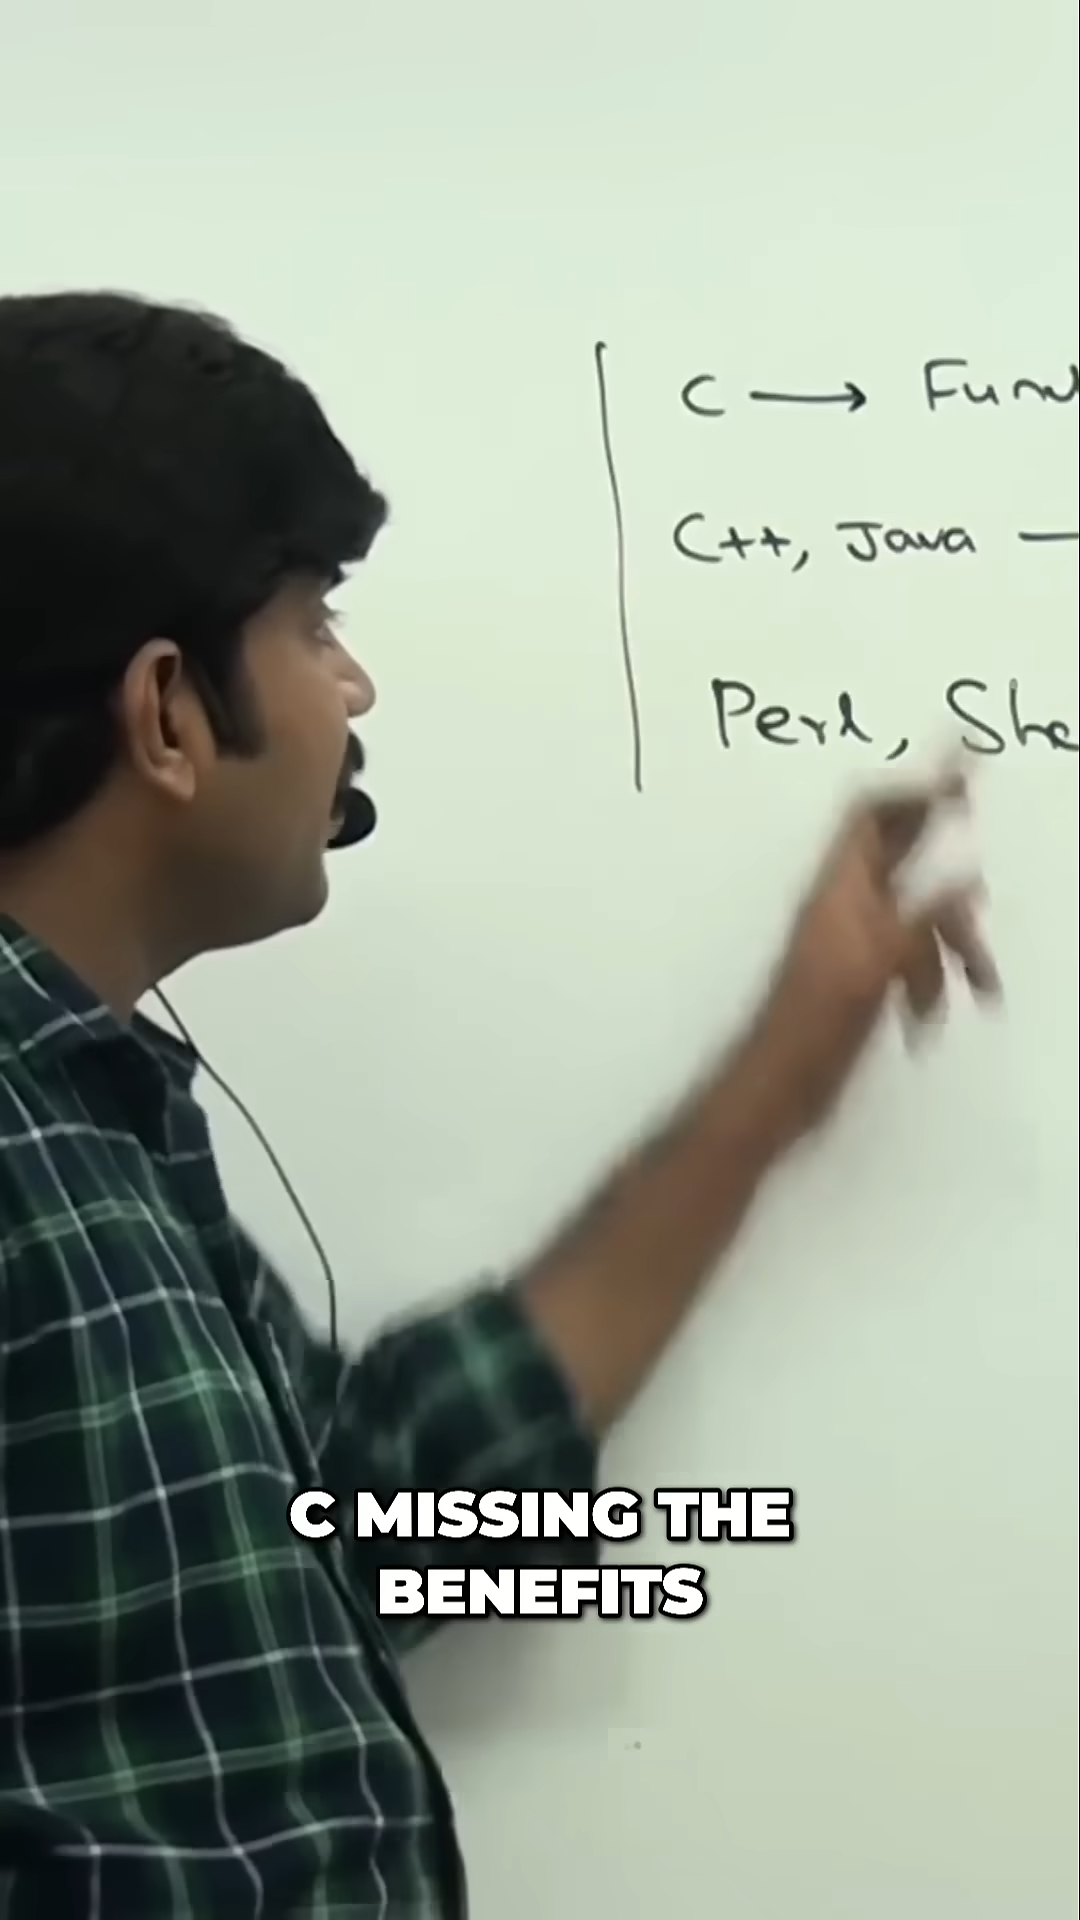 C → Fun
C++, Java —
Perl, She
C MISSING THE
BENEFITS